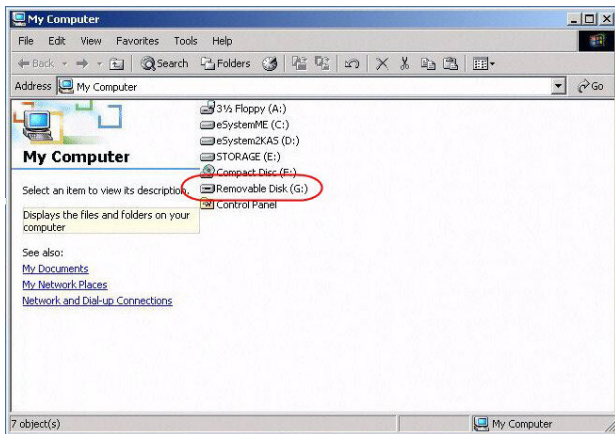 My Computer
File Edit View Favorites Tools Help
Back Search Folders
Address My Computer Go
3½ Floppy (A:)
eSystemME (C:)
eSystem2KAS (D:)
STORAGE (E:)
Compact Disc (F:)
Removable Disk (G:)
Control Panel
My Computer
Select an item to view its description.
Displays the files and folders on your
computer
See also:
My Documents
My Network Places
Network and Dial-up Connections
7 object(s) My Computer